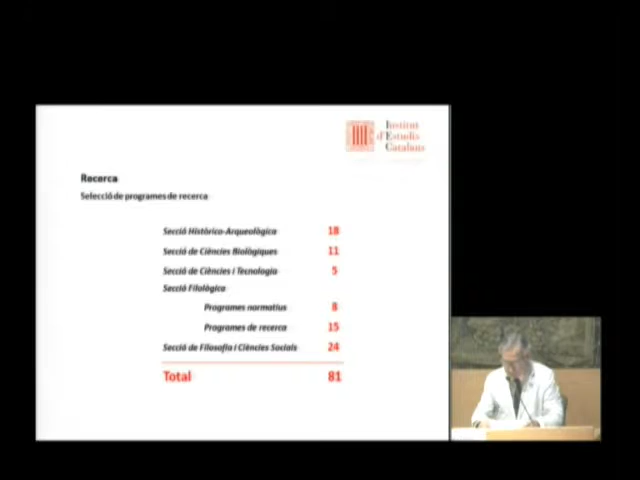 Institut
d'Estudis
Catalans
Recerca
Selecció de programes de recerca
Secció Històrico-Arqueològica 18
Secció de Ciències Biològiques 11
Secció de Ciències i Tecnologia 5
Secció Filològica
Programes normatius 8
Programes de recerca 15
Secció de Filosofia i Ciències Socials 24
Total 81